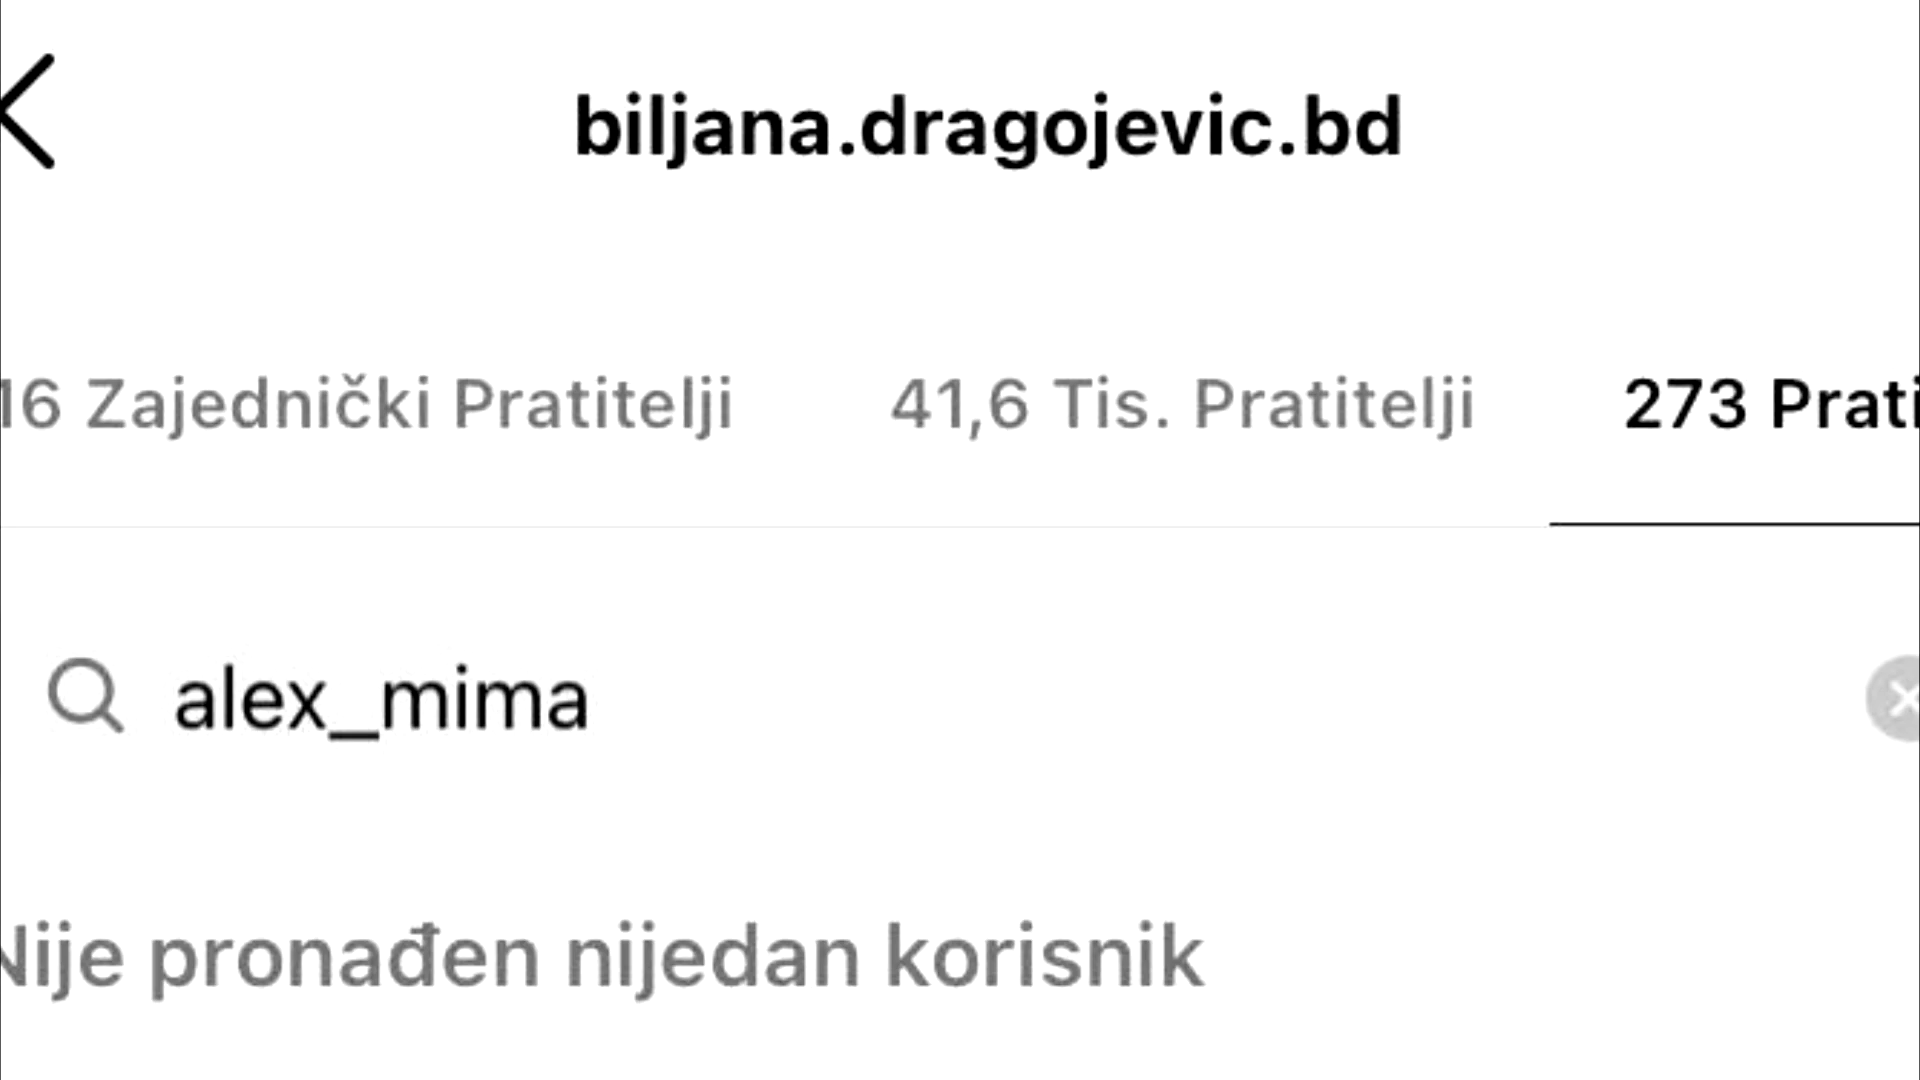 biljana.dragojevic.bd
16 Zajednički Pratitelji 41,6 Tis. Pratitelji 273 Prati
alex_mima
Nije pronađen nijedan korisnik